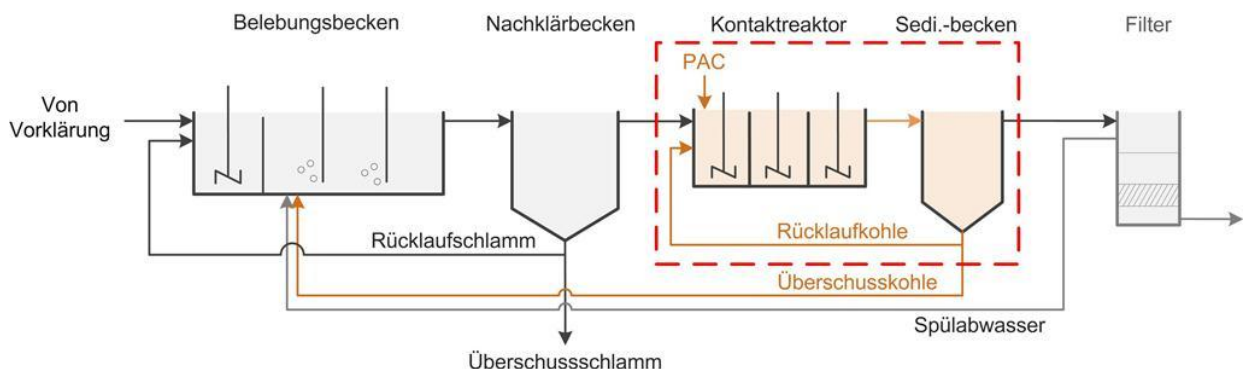 Belebungsbecken
Nachklärbecken
Kontaktreaktor
Sedi.-becken
Filter
PAC
Von
Vorklärung
Rücklaufschlamm
Rücklaufkohle
Überschusskohle
Spülabwasser
Überschussschlamm